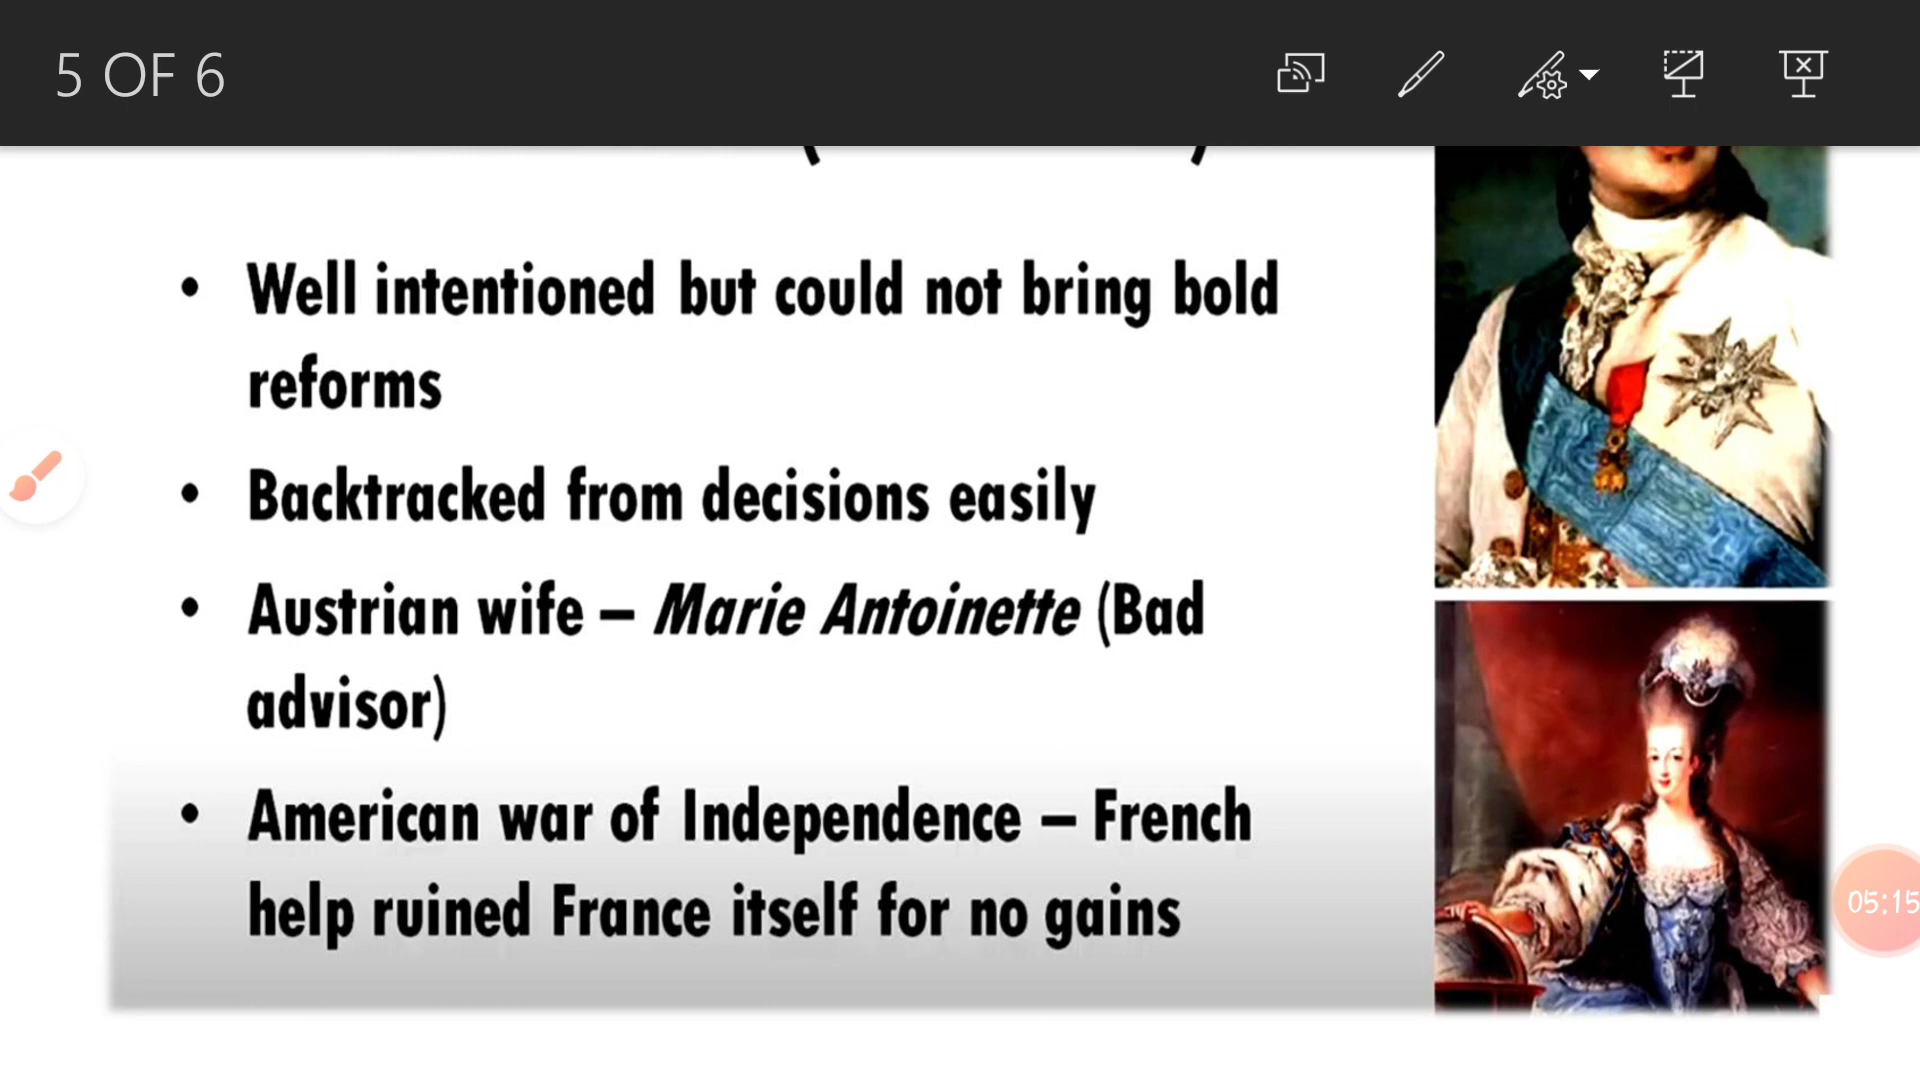 5 OF 6
• Well intentioned but could not bring bold
reforms
• Backtracked from decisions easily
• Austrian wife – Marie Antoinette (Bad
advisor)
• American war of Independence – French
help ruined France itself for no gains
05:15